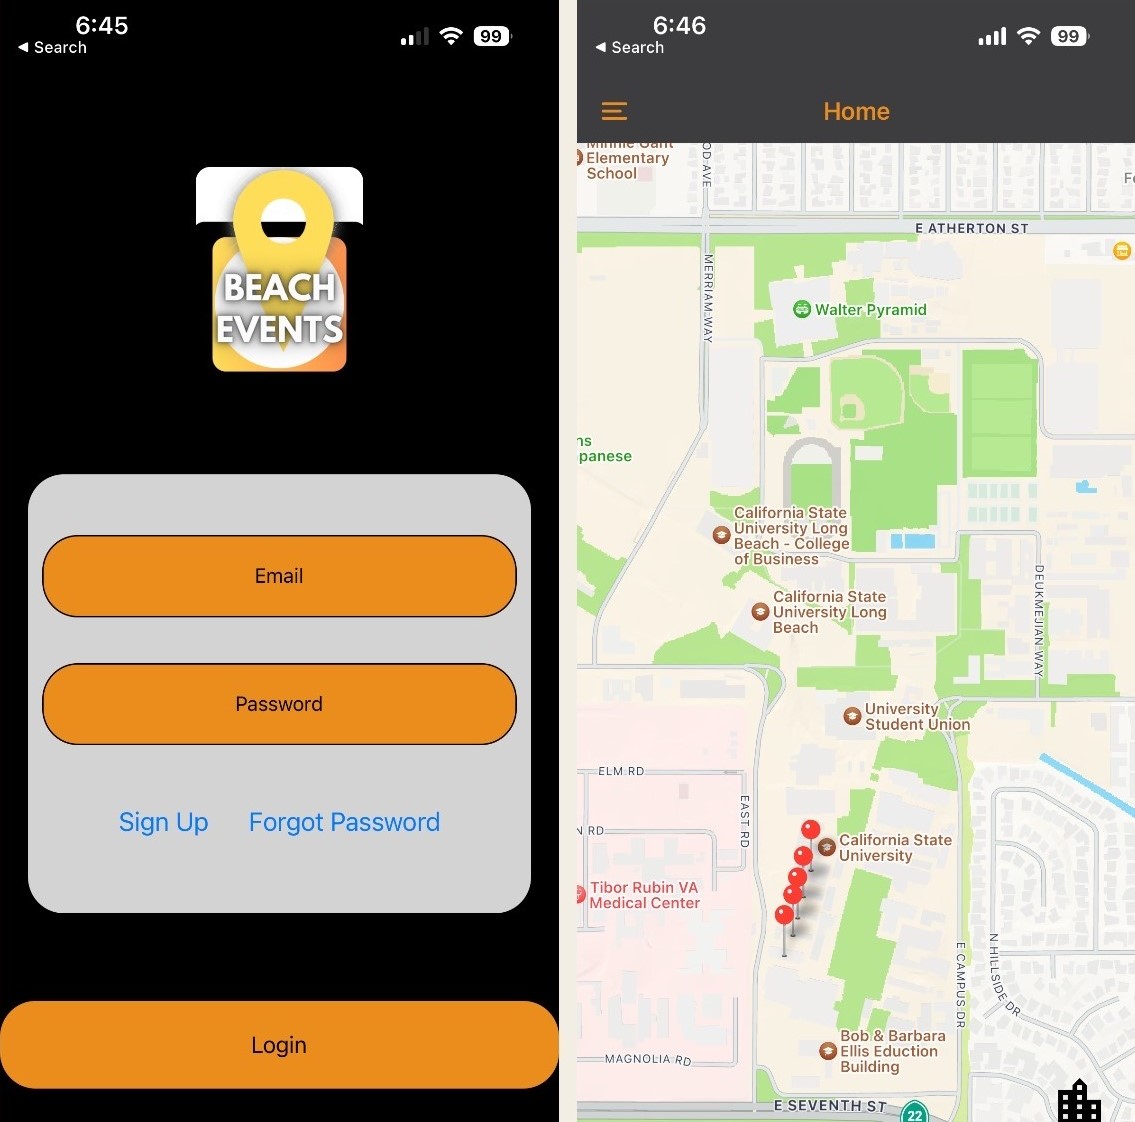 6:45
◀ Search
99
BEACH
EVENTS
Email
Password
Sign Up
Forgot Password
Login
6:46
◀ Search
99
Home
Minnie Gant
Elementary
School
OD AVE
E ATHERTON ST
MERRIAM WAY
Walter Pyramid
ns
panese
California State
University Long
Beach - College
of Business
California State
University Long
Beach
DEUKMEJIAN WAY
University
Student Union
ELM RD
EAST RD
N RD
California State
University
Tibor Rubin VA
Medical Center
E CAMPUS DR
N HILLSIDE DR
Bob & Barbara
Ellis Eduction
Building
MAGNOLIA RD
E SEVENTH ST
22